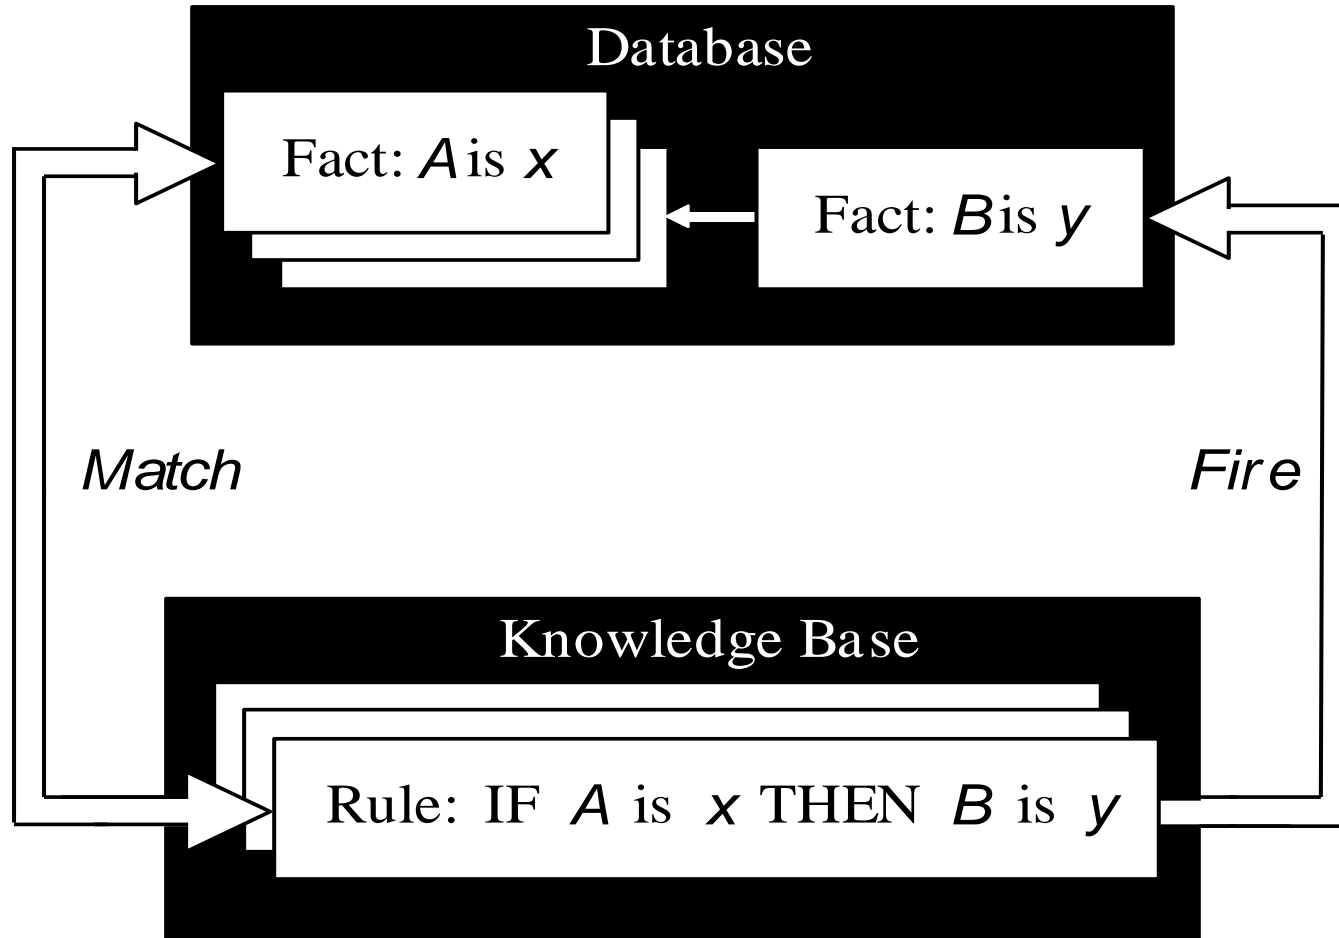 Database
Fact: A is x
Fact: B is y
Match
Fire
Knowledge Base
Rule: IF A is x THEN B is y